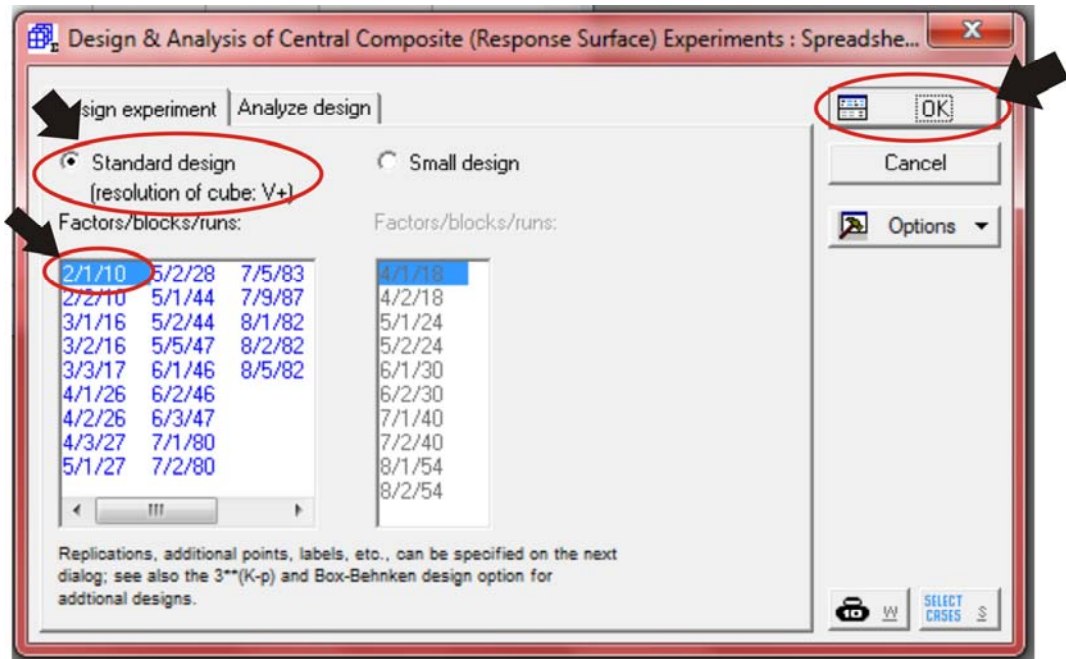 Design & Analysis of Central Composite (Response Surface) Experiments : Spreadshe...
sign experiment Analyze design
OK
Standard design
(resolution of cube: V+)
Small design
Cancel
Factors/blocks/runs:
Factors/blocks/runs:
Options
2/1/10 5/2/28 7/5/83
2/2/10 5/1/44 7/9/87
3/1/16 5/2/44 8/1/82
3/2/16 5/5/47 8/2/82
3/3/17 6/1/46 8/5/82
4/1/26 6/2/46
4/2/26 6/3/47
4/3/27 7/1/80
5/1/27 7/2/80
4/1/18
4/2/18
5/1/24
5/2/24
6/1/30
6/2/30
7/1/40
7/2/40
8/1/54
8/2/54
Replications, additional points, labels, etc., can be specified on the next
dialog; see also the 3**(K-p) and Box-Behnken design option for
addtional designs.
10 W
SELECT
CASES S